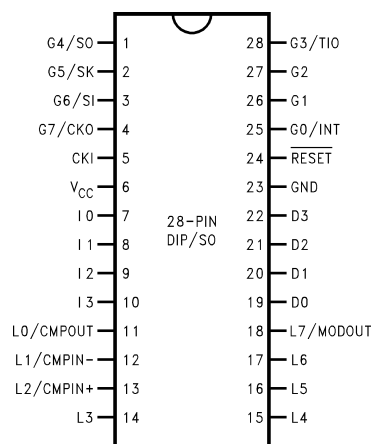 G4/SO 1 28 G3/TIO
G5/SK 2 27 G2
G6/SI 3 26 G1
G7/CKO 4 25 G0/INT
CKI 5 24 RESET
VCC 6 23 GND
I0 7 22 D3
28-PIN
DIP/SO
I1 8 21 D2
I2 9 20 D1
I3 10 19 D0
L0/CMPOUT 11 18 L7/MODOUT
L1/CMPIN- 12 17 L6
L2/CMPIN+ 13 16 L5
L3 14 15 L4